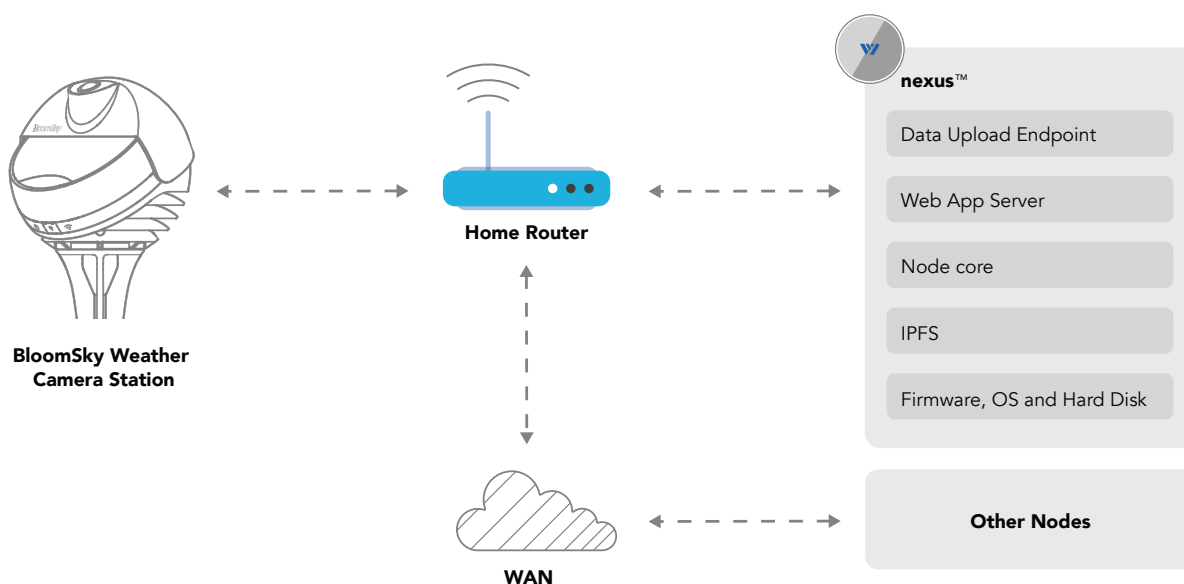 nexus™
Data Upload Endpoint
Web App Server
Node core
IPFS
Firmware, OS and Hard Disk
BloomSky
Home Router
BloomSky Weather
Camera Station
WAN
Other Nodes